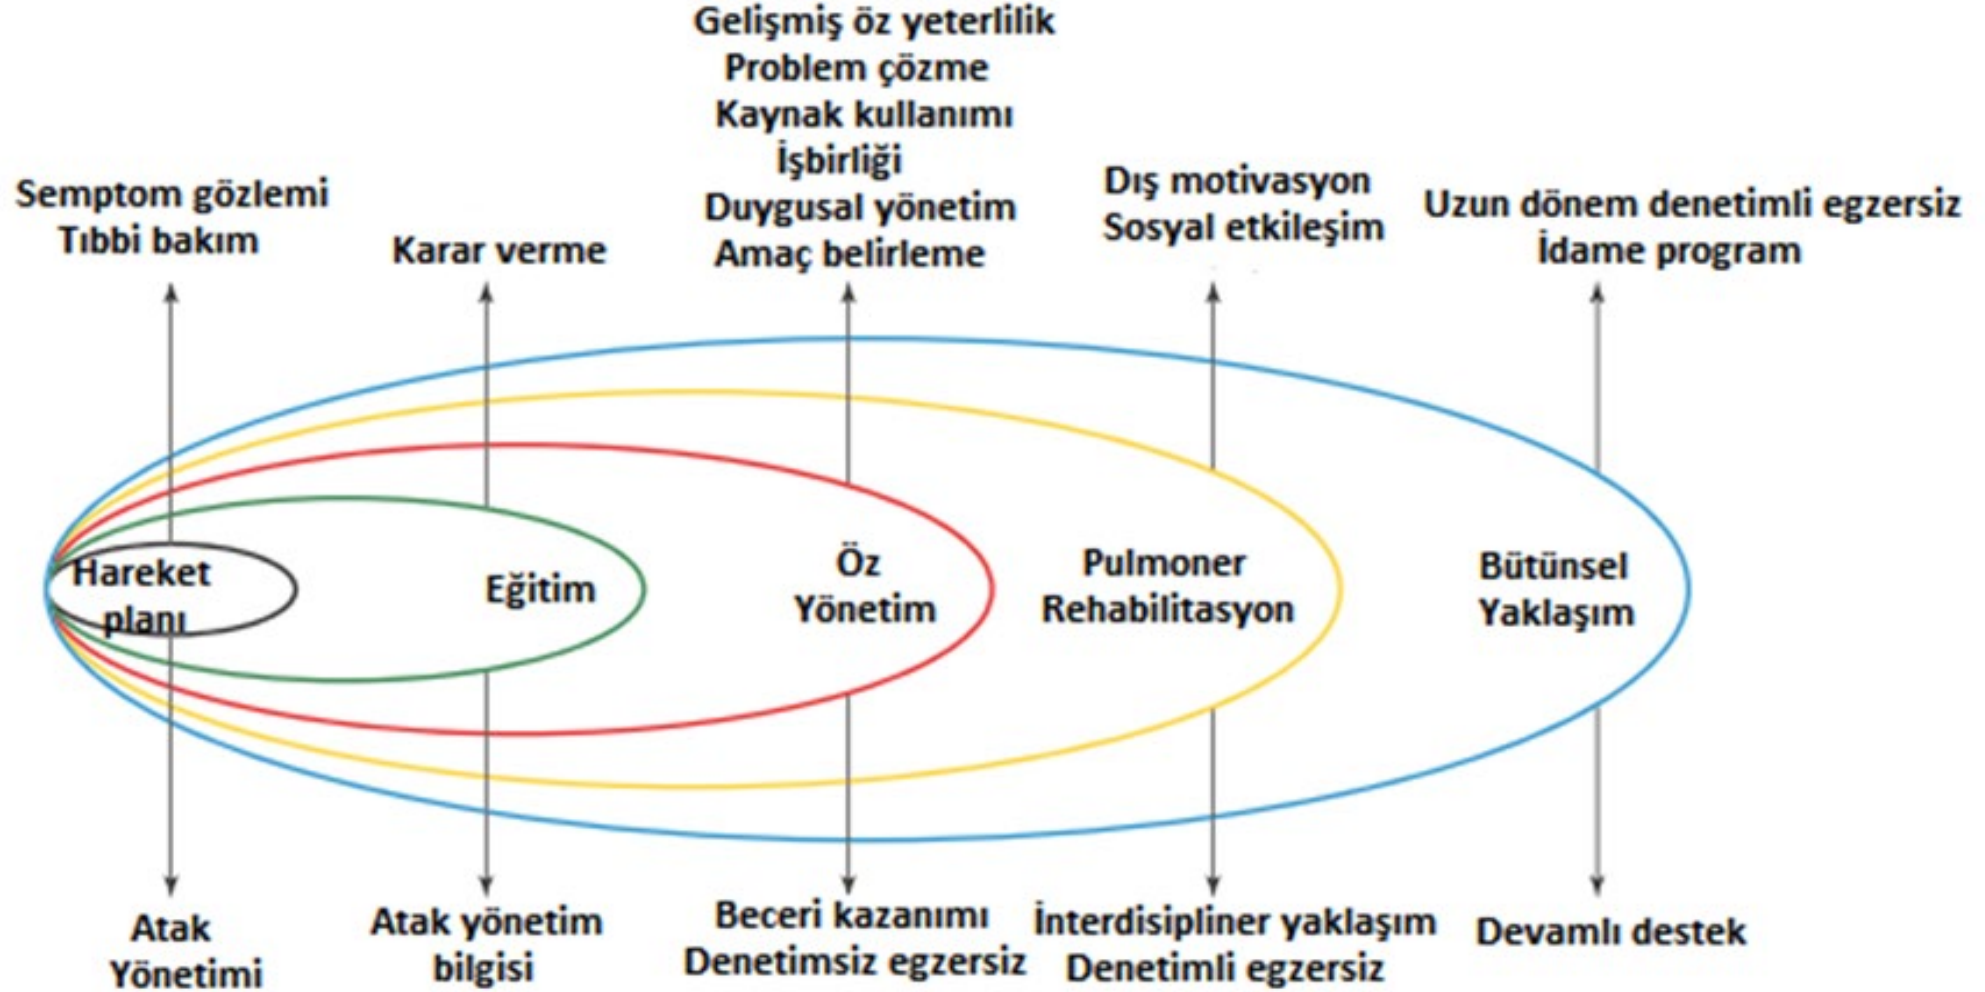 Gelişmiş öz yeterlilik
Problem çözme
Kaynak kullanımı
İşbirliği
Duygusal yönetim
Amaç belirleme
Semptom gözlemi
Tıbbi bakım
Karar verme
Dış motivasyon
Sosyal etkileşim
Uzun dönem denetimli egzersiz
İdame program
Hareket
planı
Eğitim
Öz
Yönetim
Pulmoner
Rehabilitasyon
Bütünsel
Yaklaşım
Atak
Yönetimi
Atak yönetim
bilgisi
Beceri kazanımı
Denetimsiz egzersiz
İnterdisipliner yaklaşım
Denetimli egzersiz
Devamlı destek